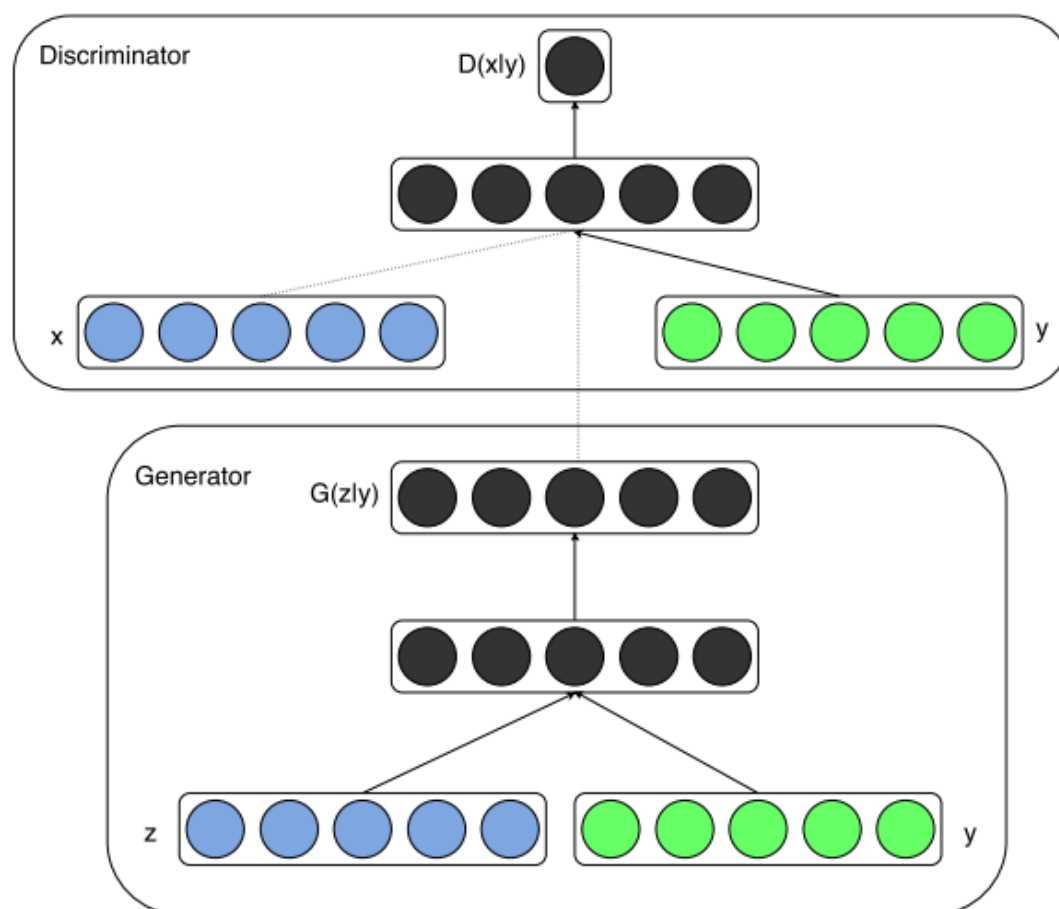 Discriminator
D(x|y)
x
y
Generator
G(z|y)
z
y